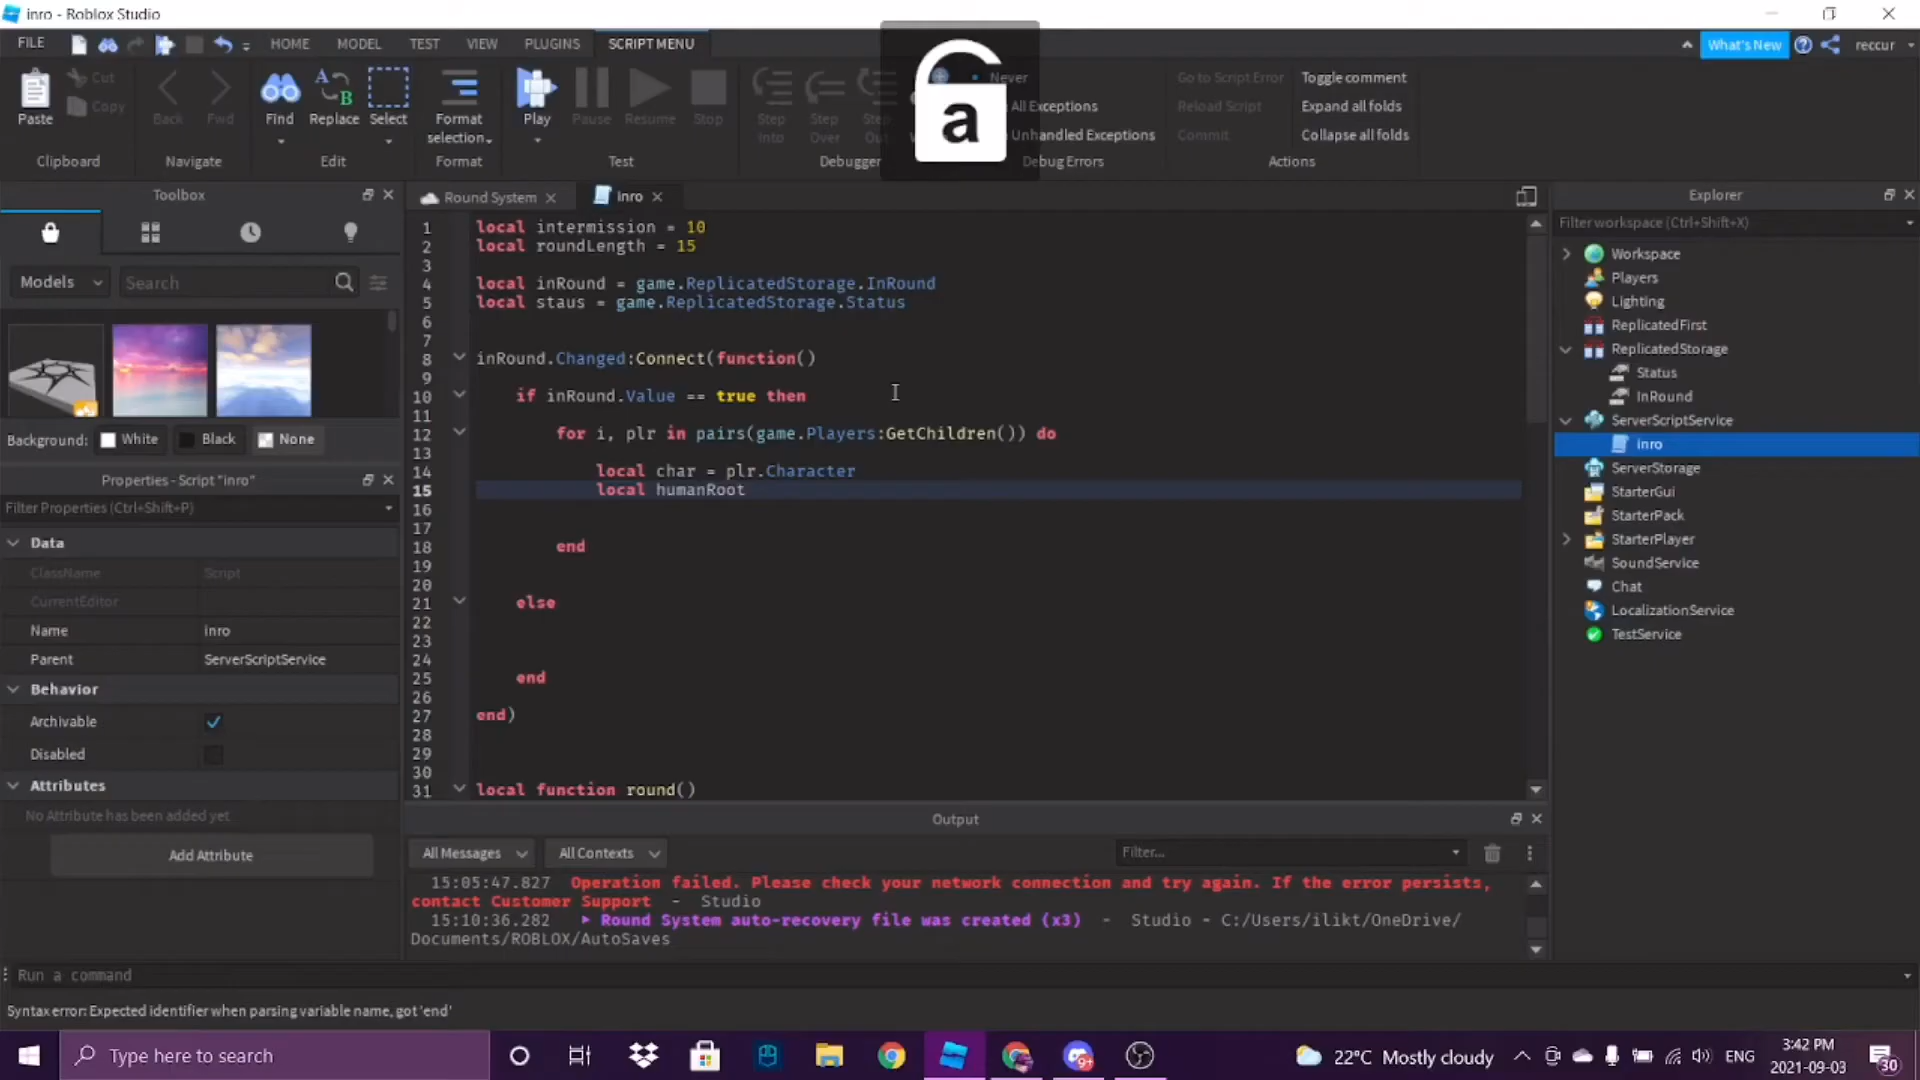 inro - Roblox Studio
FILE
HOME
MODEL
TEST
VIEW
PLUGINS
SCRIPT MENU
What's New
reccur
Paste
Cut
Copy
Clipboard
Back
Fwd
Navigate
Find
Replace
Select
Edit
Format
selection
Format
Play
Pause
Resume
Stop
Test
Step
Into
Step
Over
Step
Debugger
a
Never
All Exceptions
Unhandled Exceptions
Debug Errors
Go to Script Error
Reload Script
Commit
Toggle comment
Expand all folds
Collapse all folds
Actions
Toolbox
Models
Search
Background:
White
Black
None
Properties - Script "inro"
Filter Properties (Ctrl+Shift+P)
Data
ClassName Script
CurrentEditor
Name inro
Parent ServerScriptService
Behavior
Archivable
Disabled
Attributes
No Attribute has been added yet
Add Attribute
Round System
inro
1 local intermission = 10
2 local roundLength = 15
3
4 local inRound = game.ReplicatedStorage.InRound
5 local staus = game.ReplicatedStorage.Status
6
7
8 inRound.Changed:Connect(function()
9
10 if inRound.Value == true then
11
12 for i, plr in pairs(game.Players:GetChildren()) do
13
14 local char = plr.Character
15 local humanRoot
16
17
18 end
19
20
21 else
22
23
24
25 end
26
27 end)
28
29
30
31 local function round()
Output
All Messages
All Contexts
Filter...
15:05:47.827 Operation failed. Please check your network connection and try again. If the error persists,
contact Customer Support - Studio
15:10:36.282 Round System auto-recovery file was created (x3) - Studio - C:/Users/ilikt/OneDrive/
Documents/ROBLOX/AutoSaves
Explorer
Filter workspace (Ctrl+Shift+X)
Workspace
Players
Lighting
ReplicatedFirst
ReplicatedStorage
Status
InRound
ServerScriptService
inro
ServerStorage
StarterGui
StarterPack
StarterPlayer
SoundService
Chat
LocalizationService
TestService
Run a command
Syntax error: Expected identifier when parsing variable name, got 'end'
Type here to search
22°C Mostly cloudy
ENG
3:42 PM
2021-09-03
30